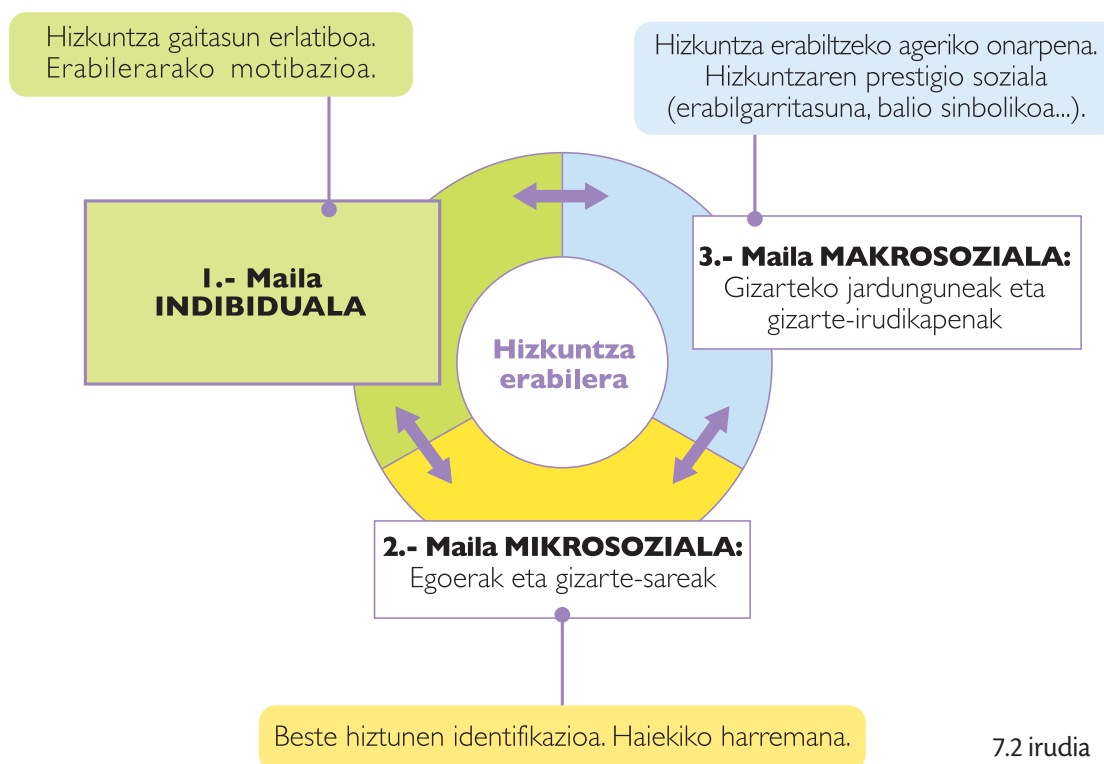 Hizkuntza gaitasun erlatiboa.
Erabilerarako motibazioa.
Hizkuntza erabiltzeko ageriko onarpena.
Hizkuntzaren prestigio soziala
(erabilgarritasuna, balio sinbolikoa...).
1.- Maila
INDIBIDUALA
3.- Maila MAKROSOZIALA:
Gizarteko jardunguneak eta
gizarte-irudikapenak
Hizkuntza
erabilera
2.- Maila MIKROSOZIALA:
Egoerak eta gizarte-sareak
Beste hiztunen identifikazioa. Haiekiko harremana.
7.2 irudia